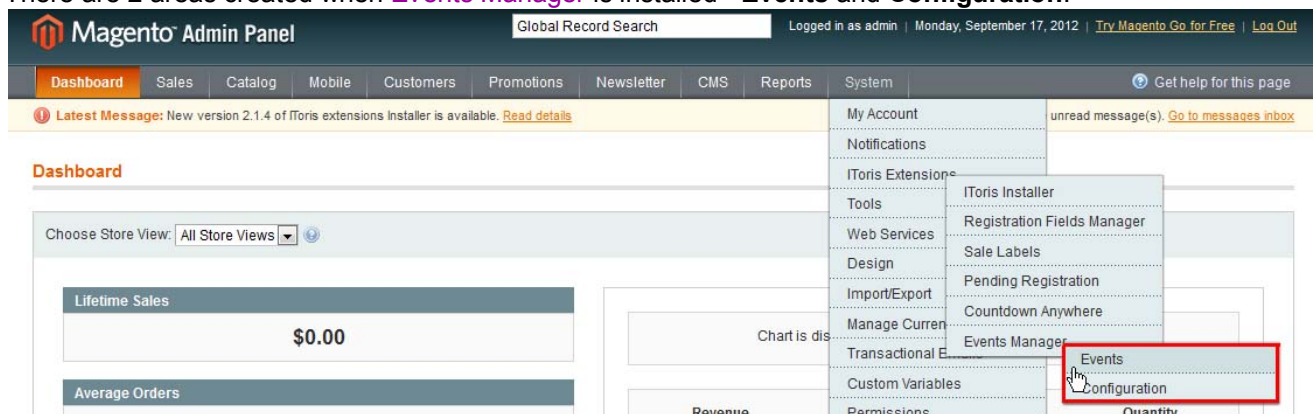 There are 2 areas created when Events Manager is installed - Events and Configuration.
Magento Admin Panel
Global Record Search
Logged in as admin | Monday, September 17, 2012 | Try Magento Go for Free | Log Out
Dashboard Sales Catalog Mobile Customers Promotions Newsletter CMS Reports System Get help for this page
Latest Message: New version 2.1.4 of IToris extensions Installer is available. Read details
unread message(s). Go to messages inbox
My Account
Notifications
IToris Extensions
Tools
Web Services
Design
Import/Export
Manage Curren
Transactional E
Custom Variables
Permissions
IToris Installer
Registration Fields Manager
Sale Labels
Pending Registration
Countdown Anywhere
Events Manager
Events
Configuration
Dashboard
Choose Store View: All Store Views
Lifetime Sales
$0.00
Chart is dis
Average Orders
Revenue
Quantity